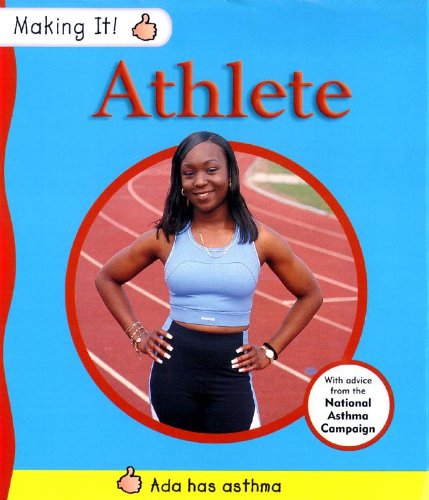 Making It!
Athlete
With advice
from the
National
Asthma
Campaign
Ada has asthma